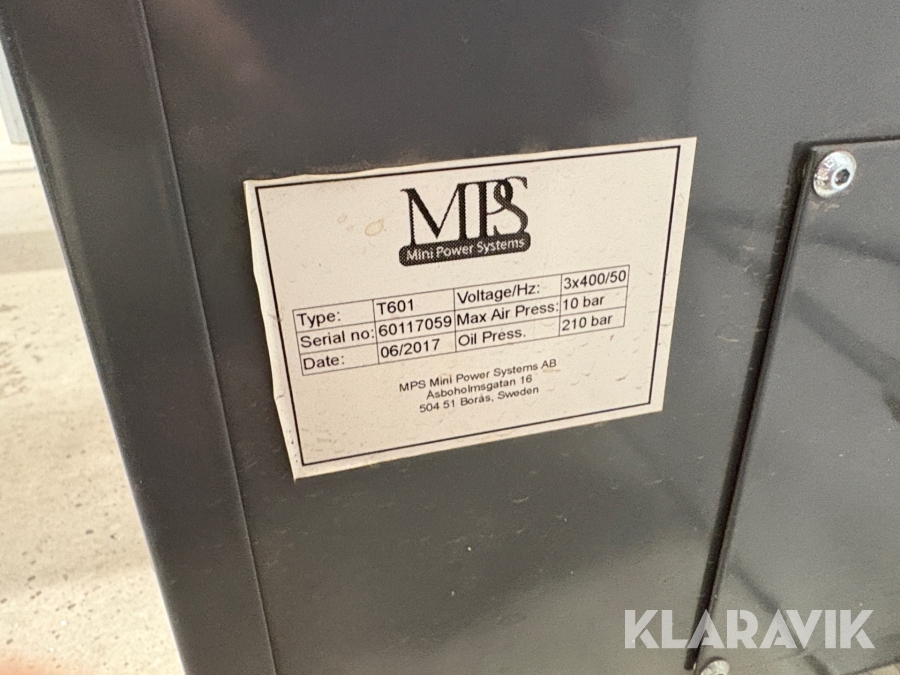 MPS
Mini Power Systems
Type: T601 Voltage/Hz: 3x400/50
Serial no: 60117059 Max Air Press: 10 bar
Date: 06/2017 Oil Press. 210 bar
MPS Mini Power Systems AB
Åsboholmsgatan 16
504 51 Borås, Sweden
KLARAVIK